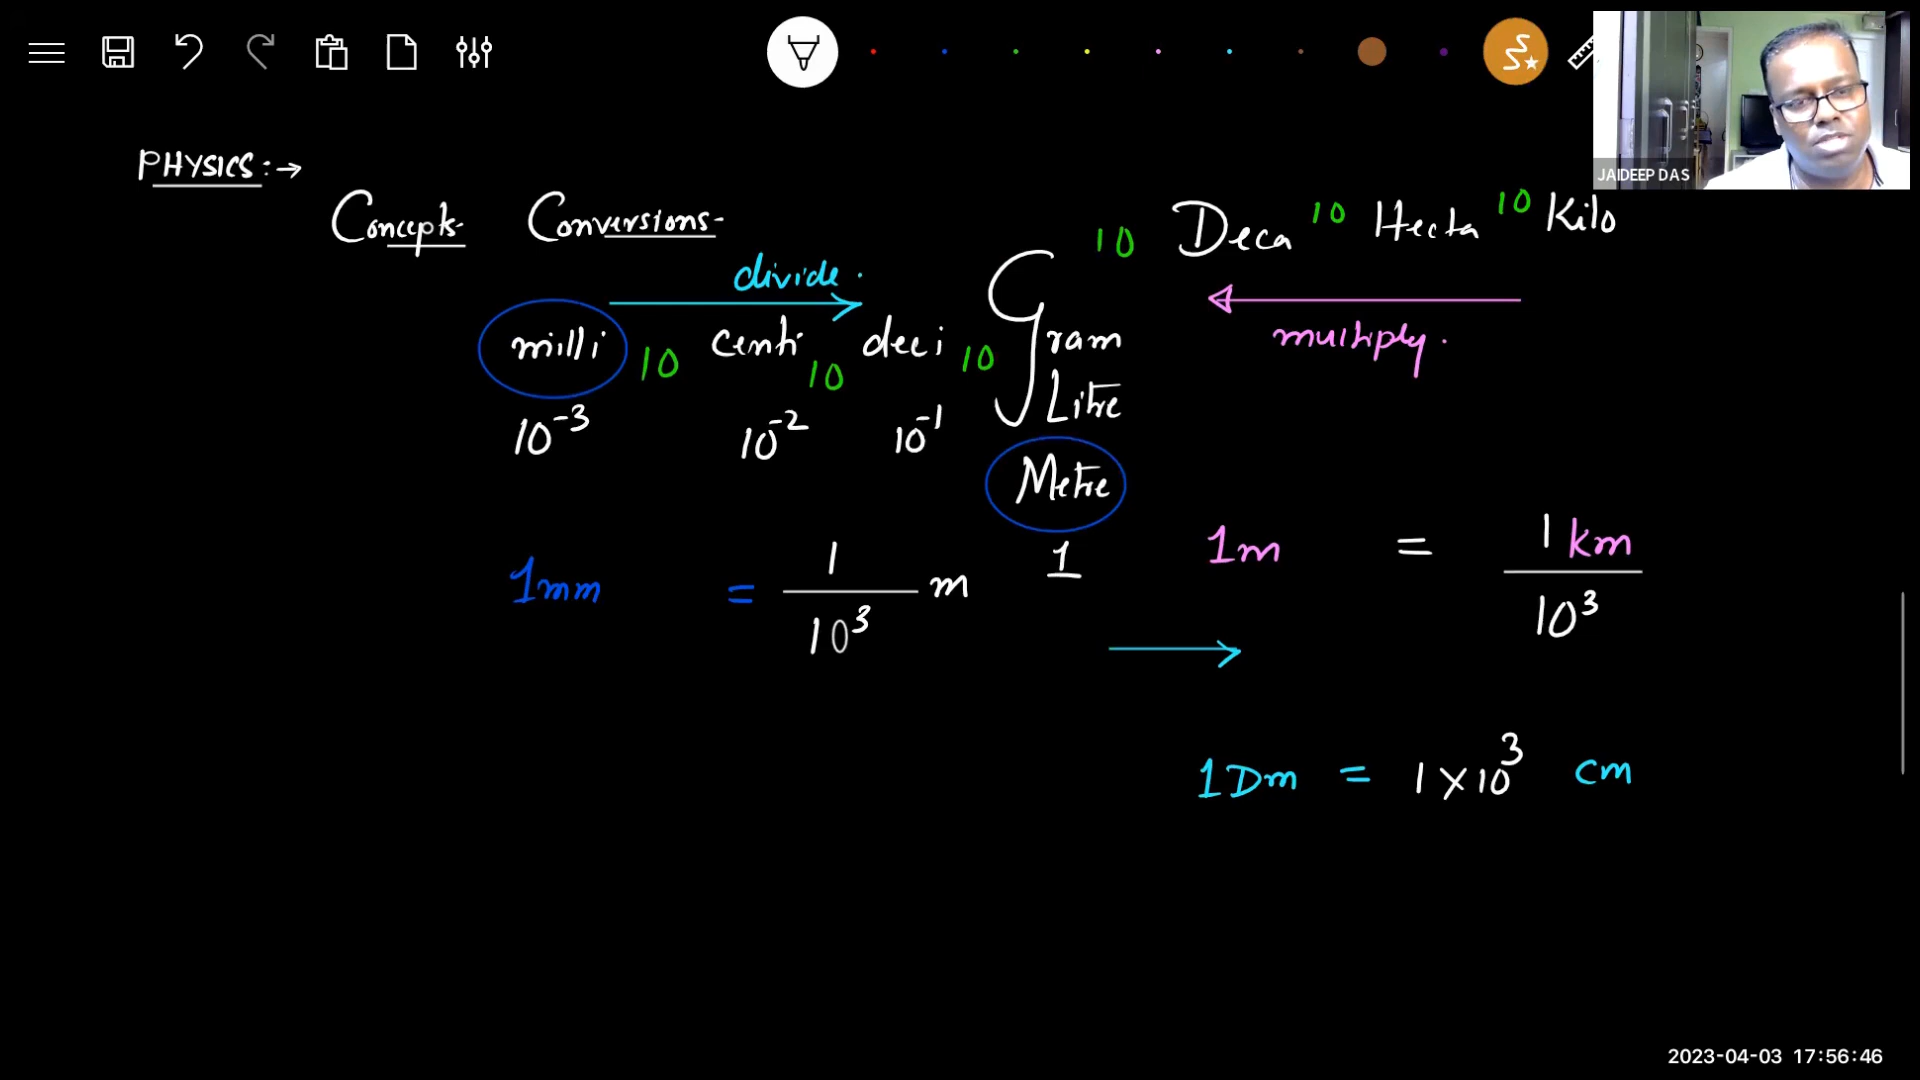 JAIDEEP DAS
PHYSICS:→
Concepts Conversions-
10 Deca 10 Hecta 10 Kilo
divide.
milli 10 centi 10 deci 10 Gram
multiply.
Litre
10⁻³ 10⁻² 10⁻¹
Metre
1
1mm = 1/10³ m
1m = 1 km/10³
→
1Dm = 1×10³ cm
2023-04-03 17:56:46